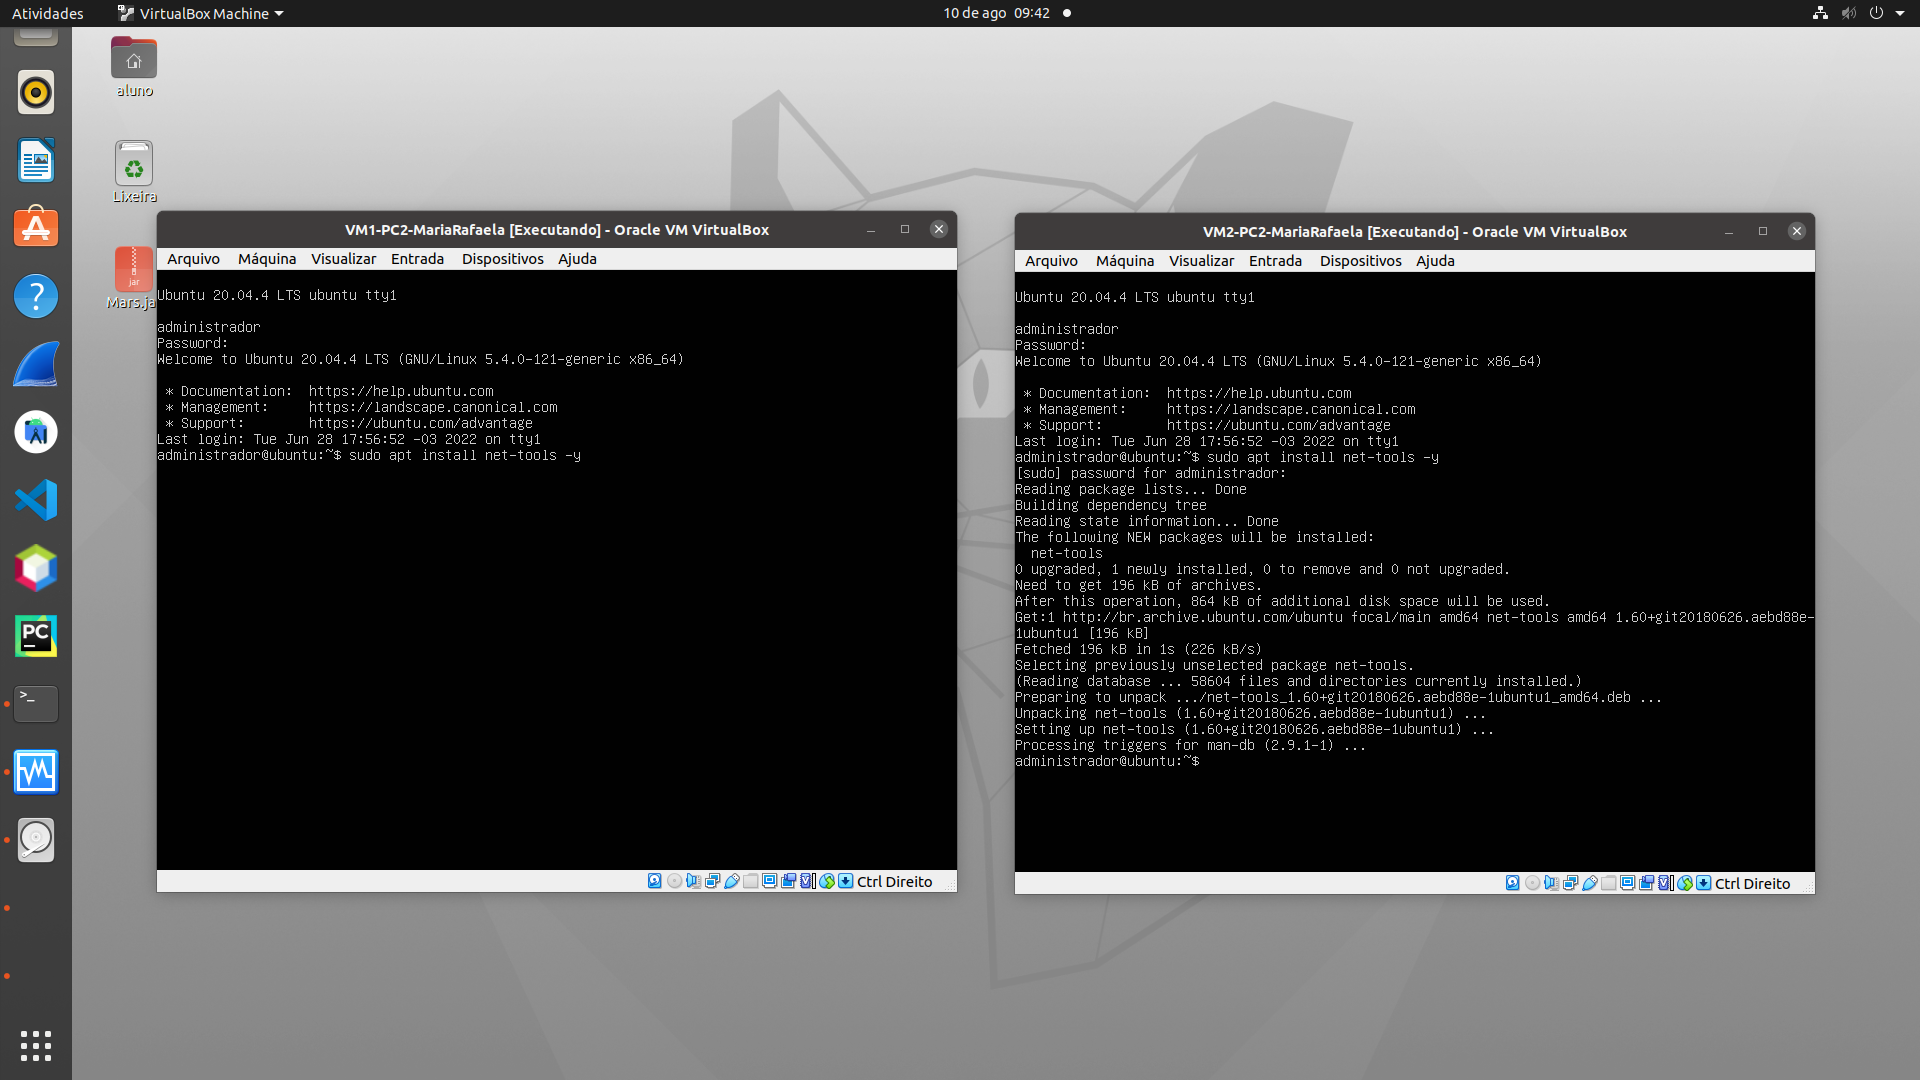 Atividades
VirtualBox Machine
10 de ago 09:42
aluno
Lixeira
jar
Mars.ja
PC
>_
VM1-PC2-MariaRafaela [Executando] - Oracle VM VirtualBox
Arquivo Máquina Visualizar Entrada Dispositivos Ajuda
Ubuntu 20.04.4 LTS ubuntu tty1
administrador
Password:
Welcome to Ubuntu 20.04.4 LTS (GNU/Linux 5.4.0-121-generic x86_64)
* Documentation: https://help.ubuntu.com
* Management: https://landscape.canonical.com
* Support: https://ubuntu.com/advantage
Last login: Tue Jun 28 17:56:52 -03 2022 on tty1
administrador@ubuntu:~$ sudo apt install net-tools -y
Ctrl Direito
VM2-PC2-MariaRafaela [Executando] - Oracle VM VirtualBox
Arquivo Máquina Visualizar Entrada Dispositivos Ajuda
Ubuntu 20.04.4 LTS ubuntu tty1
administrador
Password:
Welcome to Ubuntu 20.04.4 LTS (GNU/Linux 5.4.0-121-generic x86_64)
* Documentation: https://help.ubuntu.com
* Management: https://landscape.canonical.com
* Support: https://ubuntu.com/advantage
Last login: Tue Jun 28 17:56:52 -03 2022 on tty1
administrador@ubuntu:~$ sudo apt install net-tools -y
[sudo] password for administrador:
Reading package lists... Done
Building dependency tree
Reading state information... Done
The following NEW packages will be installed:
net-tools
0 upgraded, 1 newly installed, 0 to remove and 0 not upgraded.
Need to get 196 kB of archives.
After this operation, 864 kB of additional disk space will be used.
Get:1 http://br.archive.ubuntu.com/ubuntu focal/main amd64 net-tools amd64 1.60+git20180626.aebd88e-
1ubuntu1 [196 kB]
Fetched 196 kB in 1s (226 kB/s)
Selecting previously unselected package net-tools.
(Reading database ... 58604 files and directories currently installed.)
Preparing to unpack .../net-tools_1.60+git20180626.aebd88e-1ubuntu1_amd64.deb ...
Unpacking net-tools (1.60+git20180626.aebd88e-1ubuntu1) ...
Setting up net-tools (1.60+git20180626.aebd88e-1ubuntu1) ...
Processing triggers for man-db (2.9.1-1) ...
administrador@ubuntu:~$
Ctrl Direito